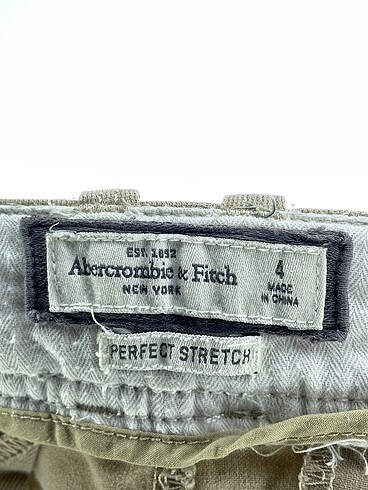 EST. 1892
Abercrombie & Fitch
NEW YORK
4
MADE
IN CHINA
PERFECT STRETCH